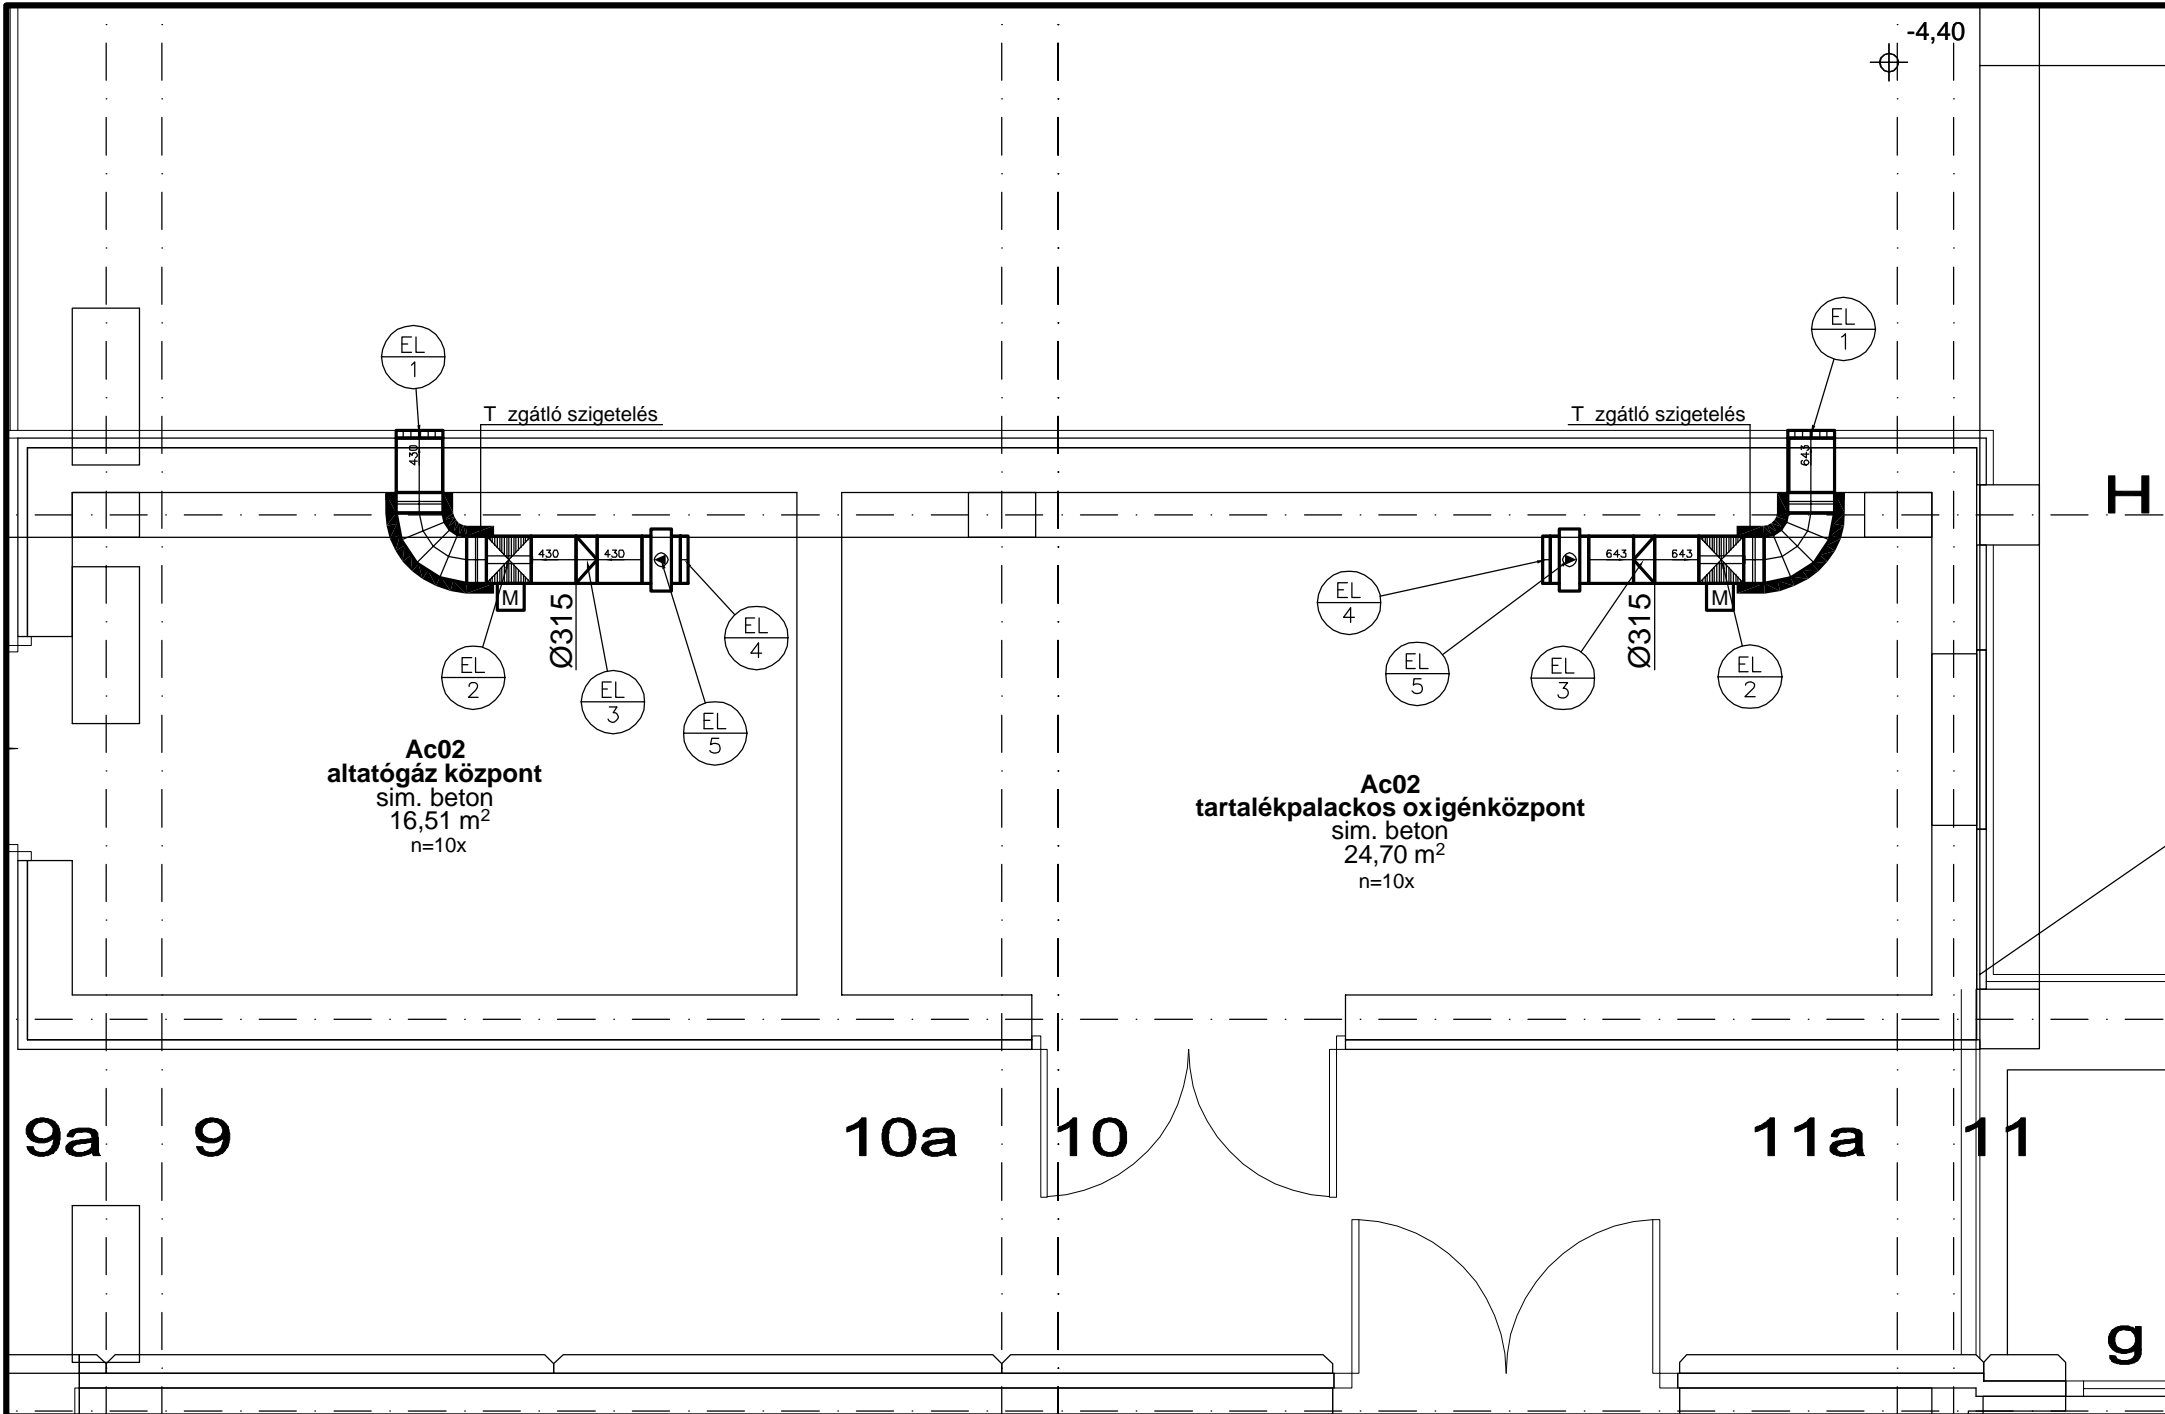 -4,40
EL
1
EL
1
T zgátló szigetelés
T zgátló szigetelés
430
643
H
430
430
643
643
M
M
Ø315
Ø315
EL
4
EL
4
EL
2
EL
3
EL
5
EL
5
EL
3
EL
2
Ac02
altatógáz központ
sim. beton
16,51 m²
n=10x
Ac02
tartalékpalackos oxigénközpont
sim. beton
24,70 m²
n=10x
9a
9
10a
10
11a
11
g